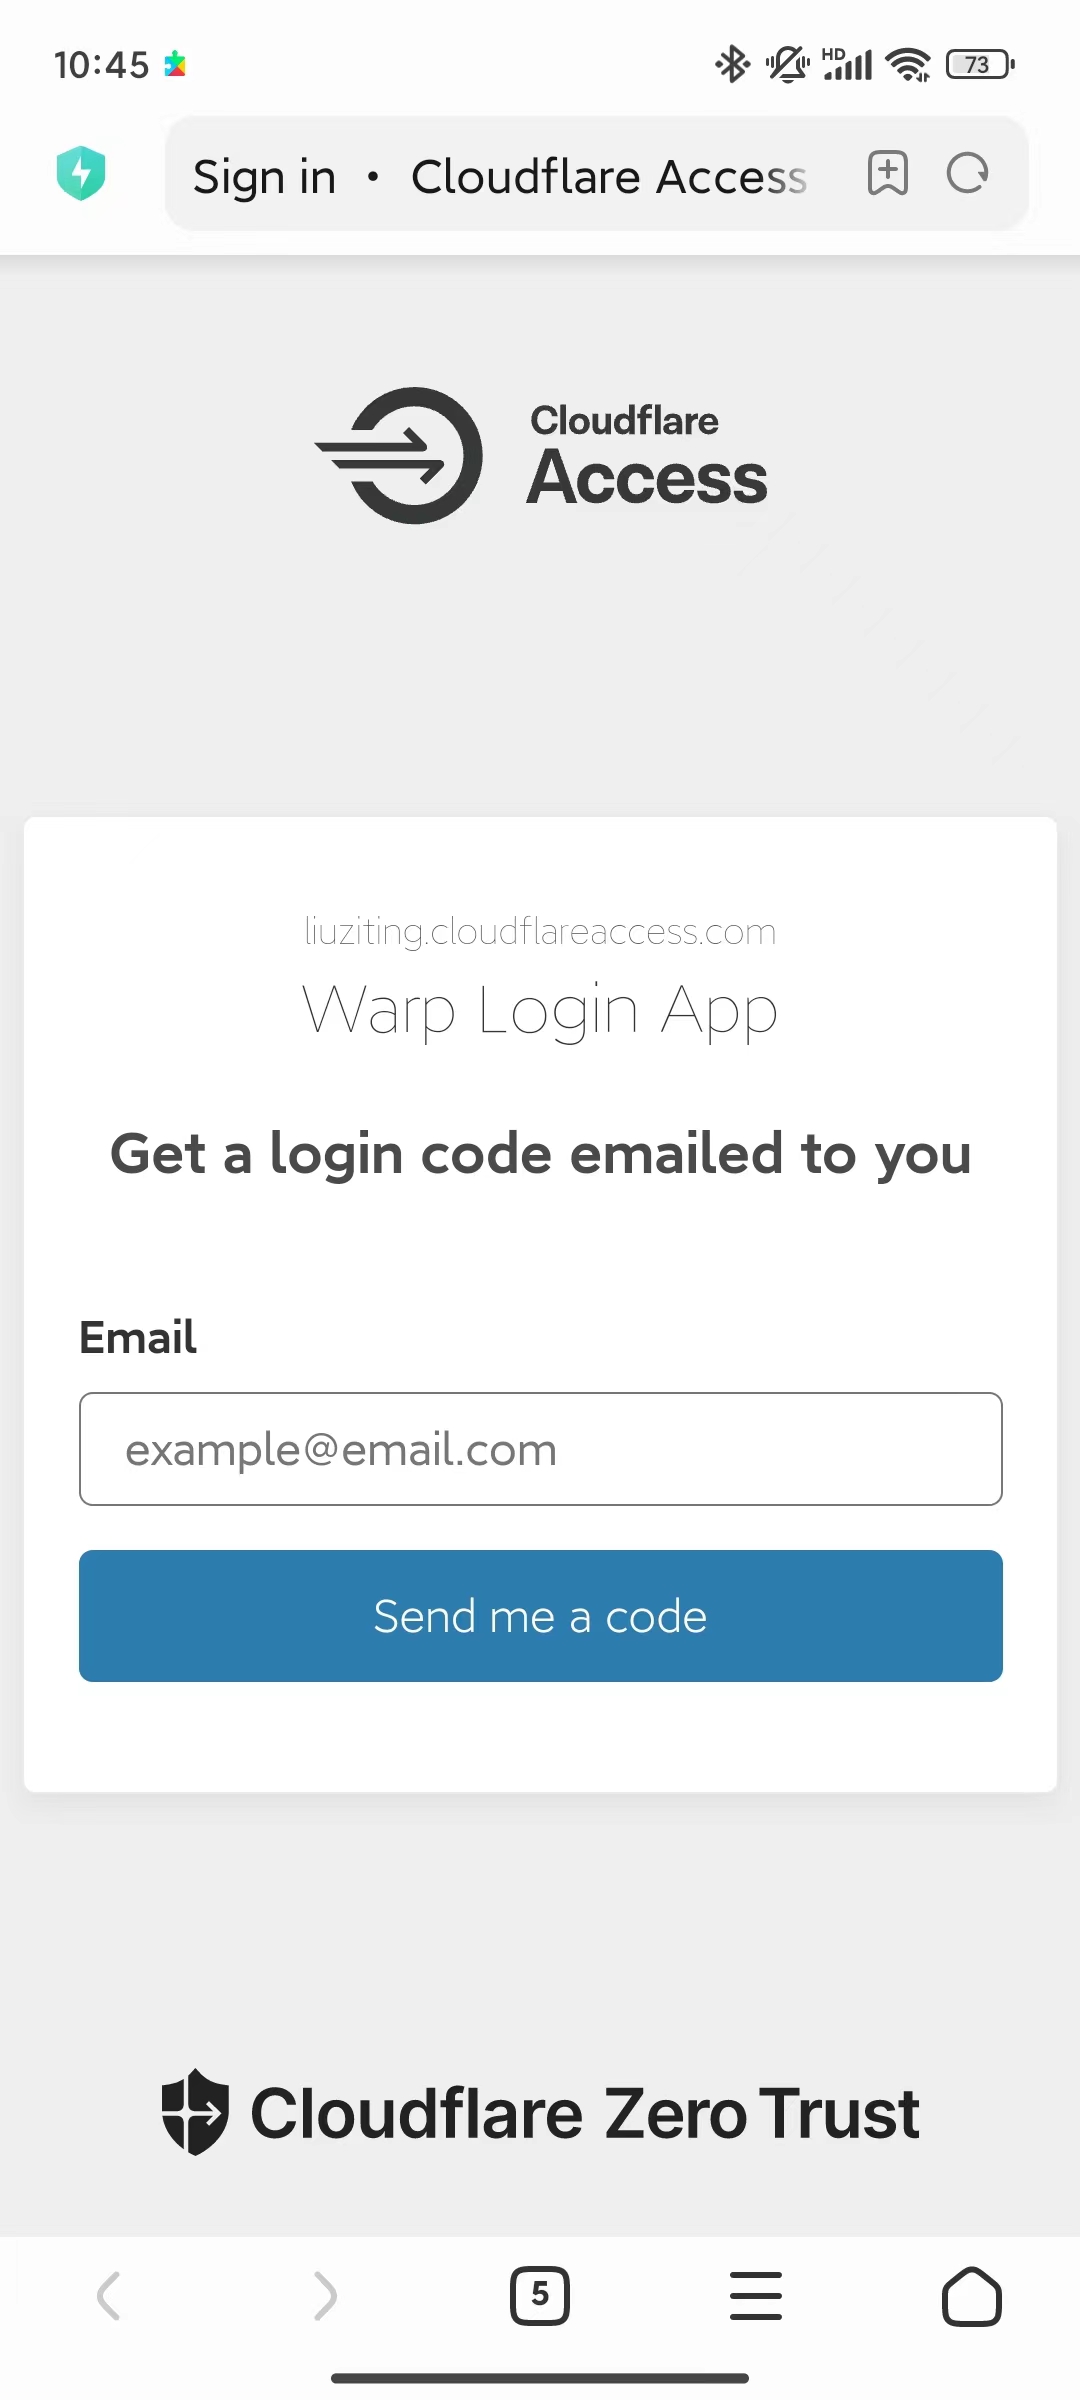 10:45
HD
73
Sign in · Cloudflare Access
Cloudflare
Access
liuziting.cloudflareaccess.com
Warp Login App
Get a login code emailed to you
Email
example@email.com
Send me a code
Cloudflare Zero Trust
5